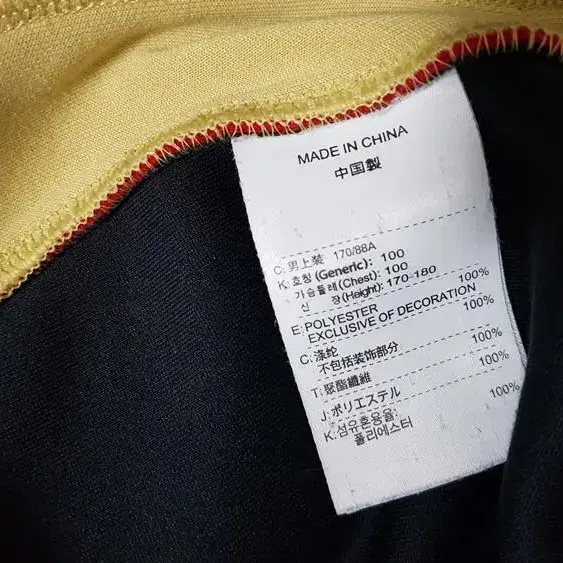 MADE IN CHINA
中国製
C: 男上装 170/88A
K: 호칭 (Generic): 100
가슴둘레(Chest): 100
신 장(Height): 170-180
E: POLYESTER 100%
EXCLUSIVE OF DECORATION
C: 涤纶 100%
不包括装饰部分
T: 聚酯纖維 100%
J: ポリエステル 100%
K: 섬유혼용율:
폴리에스터 100%